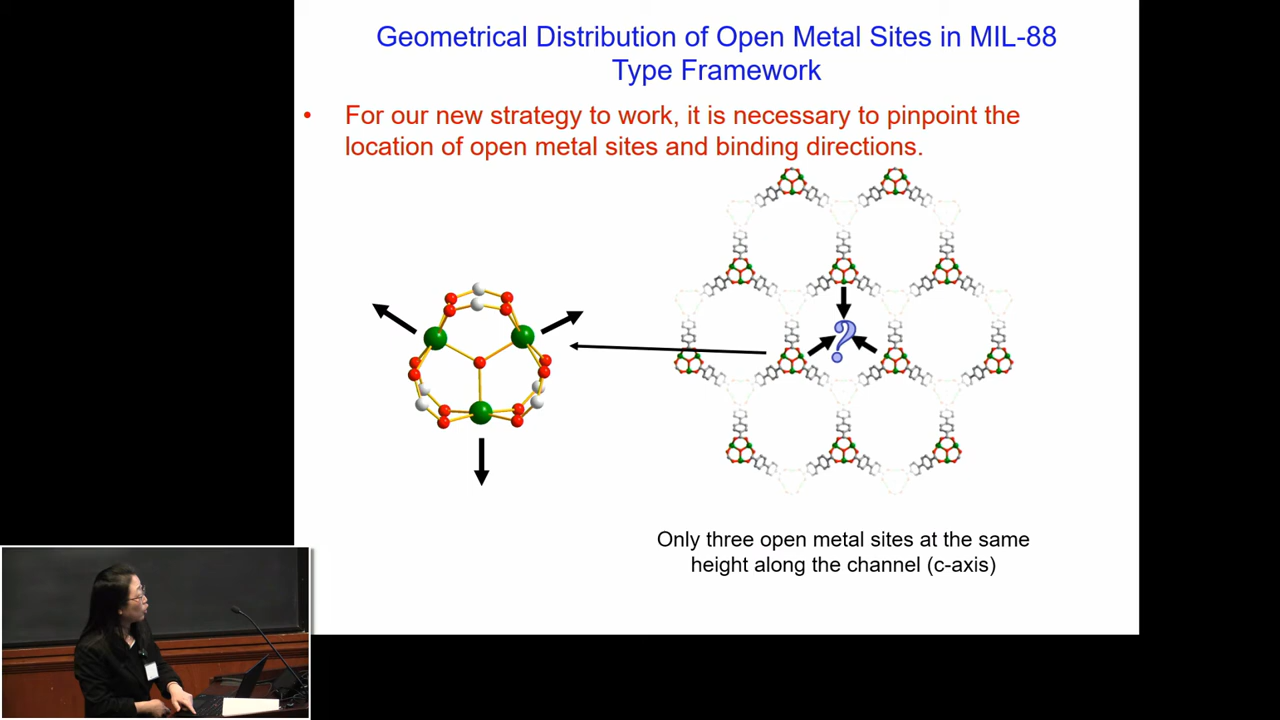 Geometrical Distribution of Open Metal Sites in MIL-88
Type Framework
• For our new strategy to work, it is necessary to pinpoint the
location of open metal sites and binding directions.
?
Only three open metal sites at the same
height along the channel (c-axis)